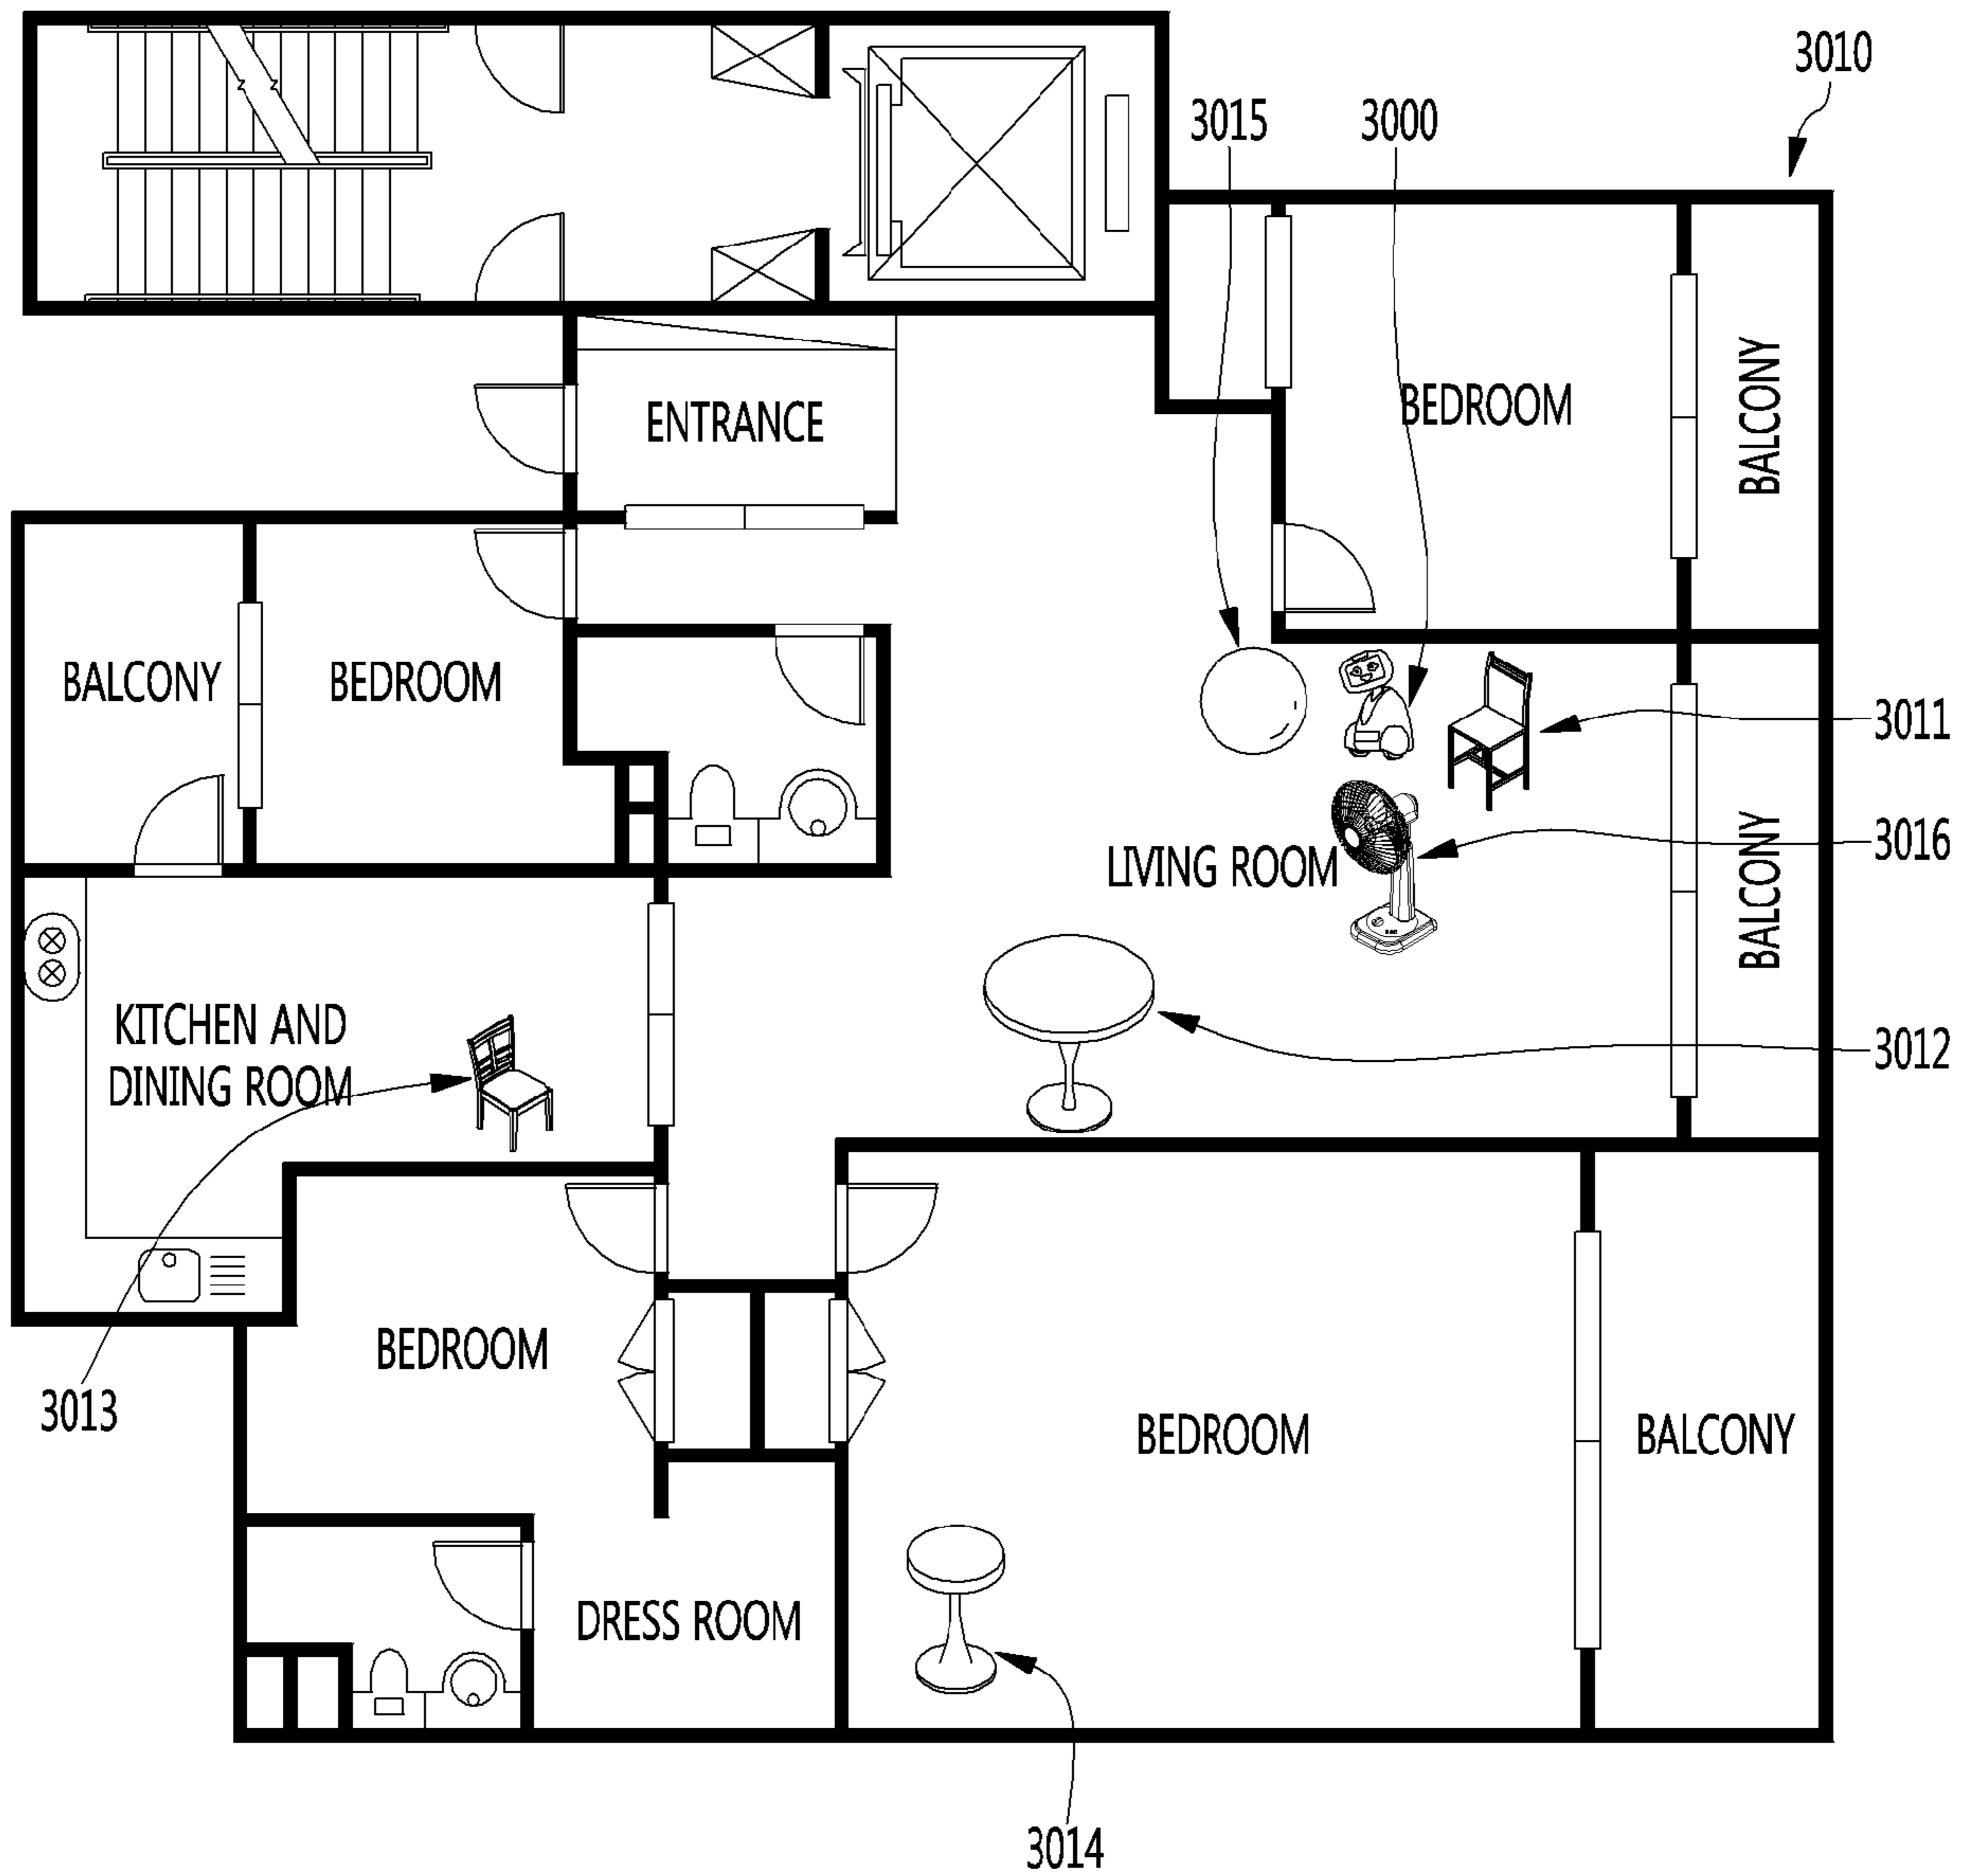 3010
3015
3000
BEDROOM
BALCONY
ENTRANCE
BALCONY
BEDROOM
3011
LIVING ROOM
3016
BALCONY
KITCHEN AND
DINING ROOM
3012
BEDROOM
3013
BEDROOM
BALCONY
DRESS ROOM
3014